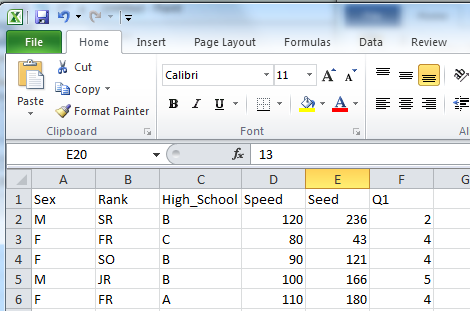 File Home Insert Page Layout Formulas Data Review
Cut
Copy
Format Painter
Paste
Clipboard
Calibri 11
B I U A A A
Font
E20 fx 13
A B C D E F G
1 Sex Rank High_School Speed Seed Q1
2 M SR B 120 236 2
3 F FR C 80 43 4
4 F SO B 90 121 4
5 M JR B 100 166 5
6 F FR A 110 180 4